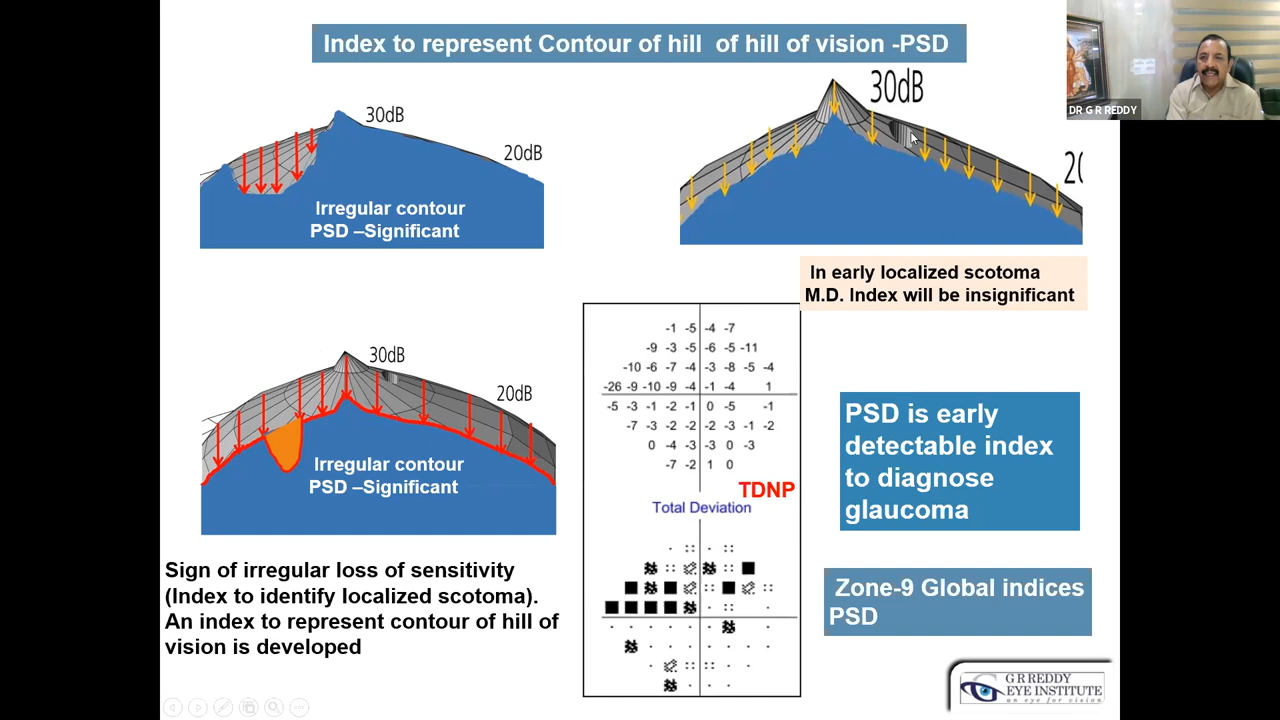 Index to represent Contour of hill of hill of vision -PSD
DR G R REDDY
30dB
20dB
Irregular contour
PSD –Significant
30dB
In early localized scotoma
M.D. Index will be insignificant
30dB
20dB
Irregular contour
PSD –Significant
-1 -5 -4 -7
-9 -3 -5 -6 -5 -11
-10 -6 -7 -4 -3 -8 -5 -4
-26 -9 -10 -9 -4 -1 -4 1
-5 -3 -1 -2 -1 0 -5 -1
-7 -3 -2 -2 -2 -3 -1 -2
0 -4 -3 -3 0 -3
-7 -2 1 0
TDNP
Total Deviation
PSD is early
detectable index
to diagnose
glaucoma
Sign of irregular loss of sensitivity
(Index to identify localized scotoma).
An index to represent contour of hill of
vision is developed
Zone-9 Global indices
PSD
G R REDDY
EYE INSTITUTE
an eye for vision